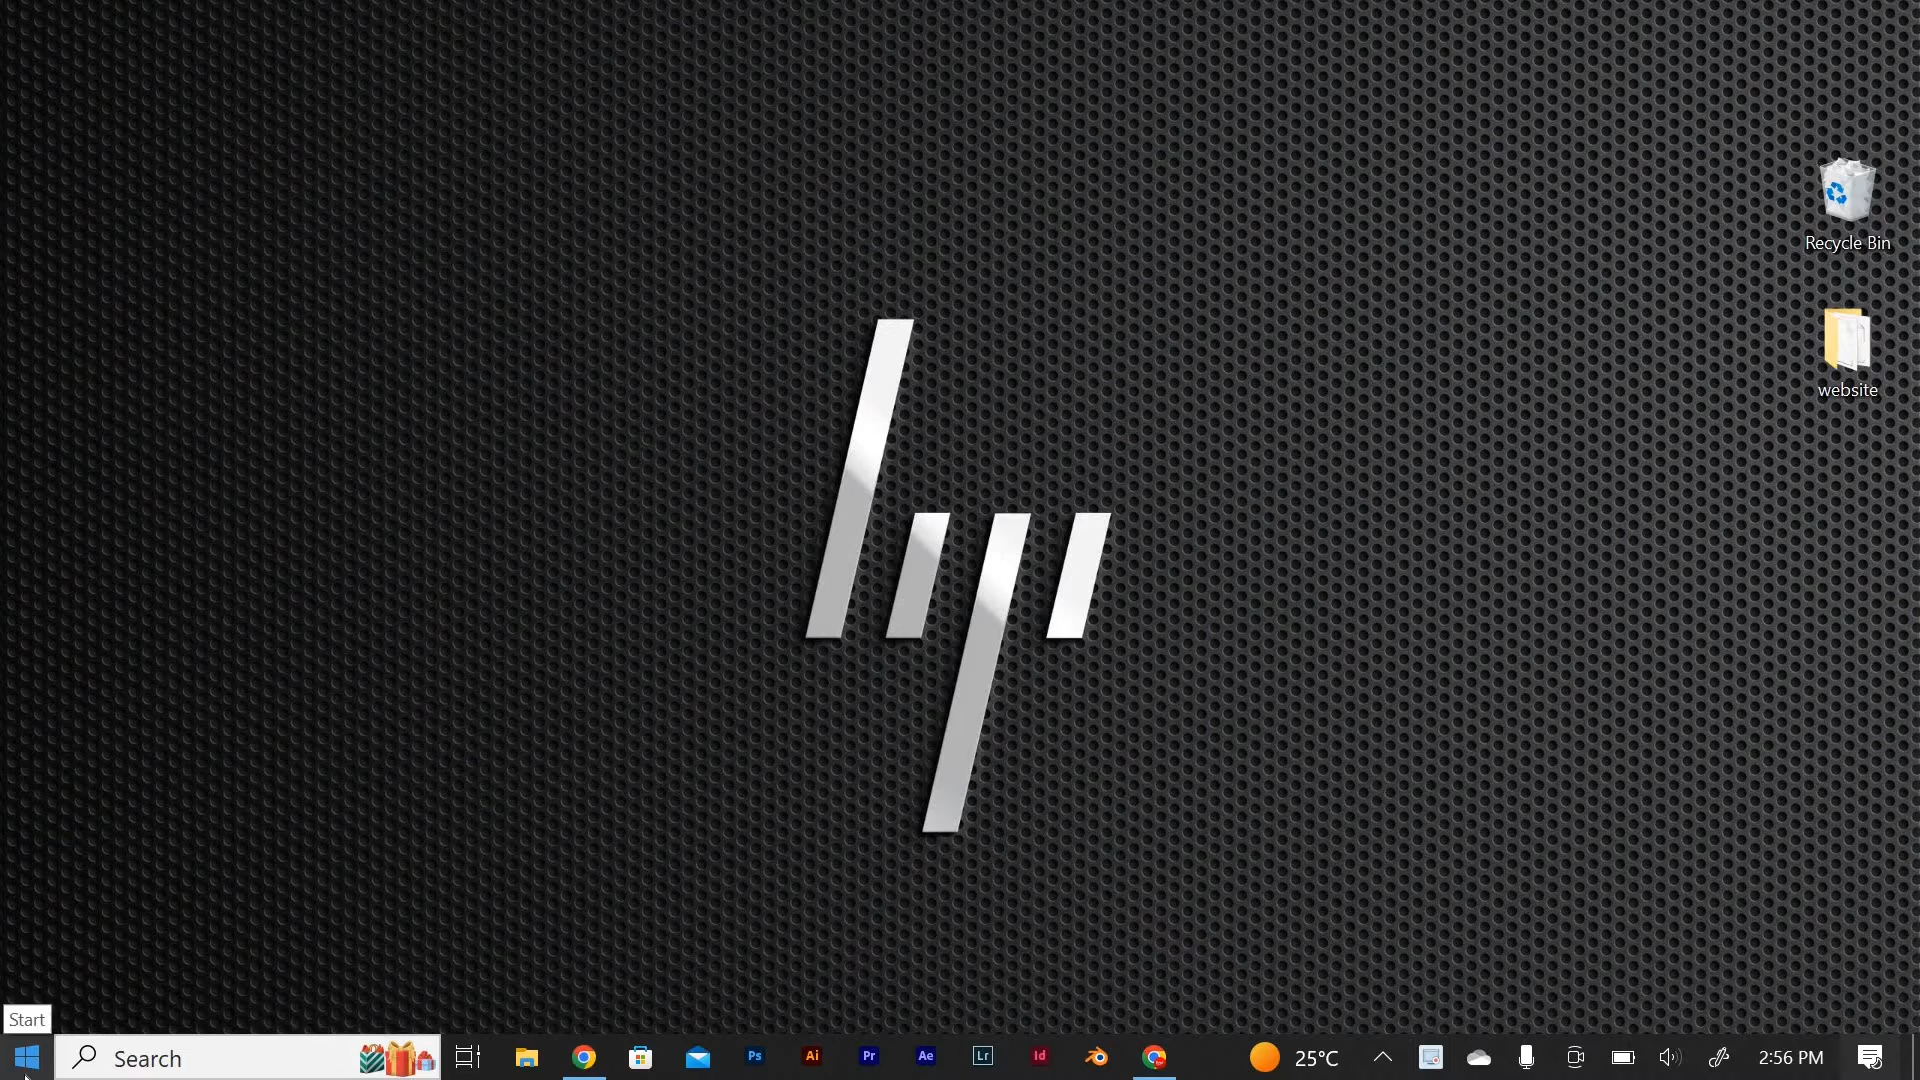 Recycle Bin
website
Start
Search
Ps
Ai
Pr
Ae
Lr
Id
25°C
2:56 PM